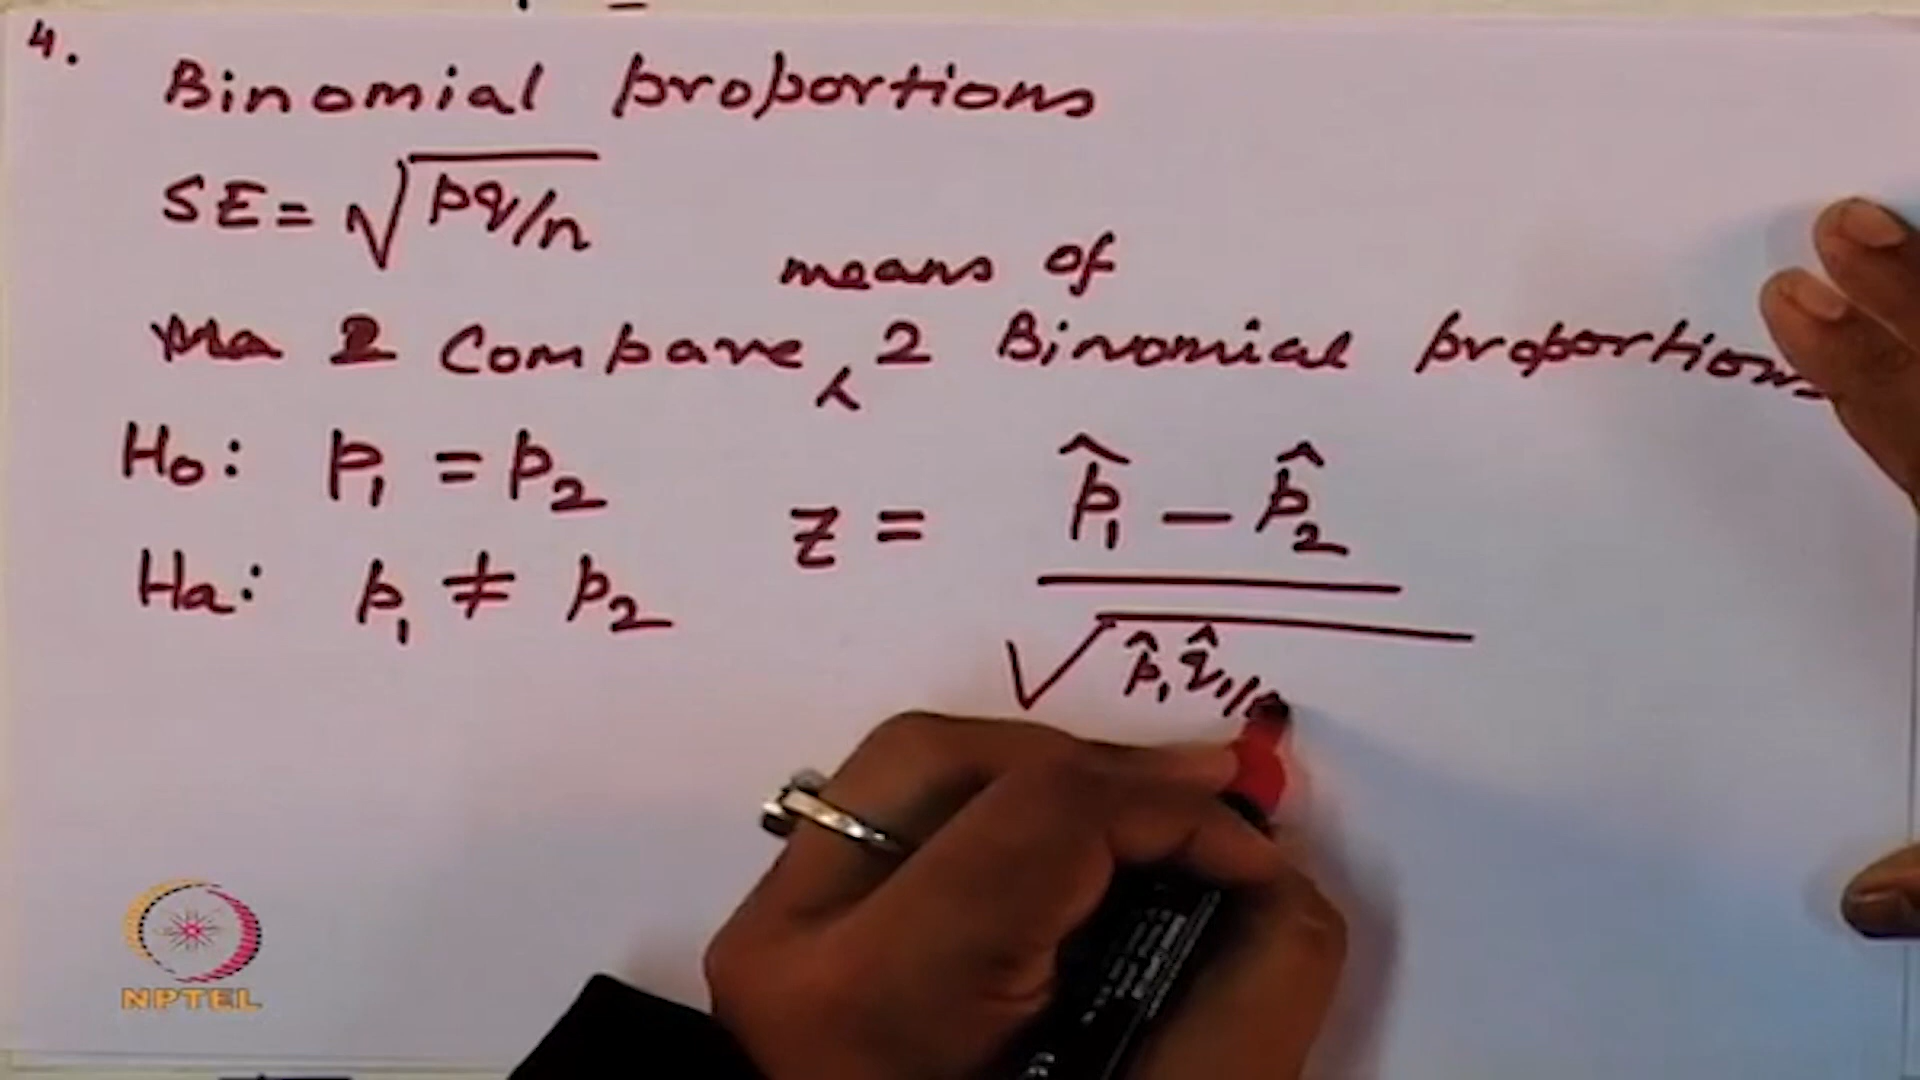 4.
Binomial proportions
SE = √pq/n
means of
2 Compare ^ 2 Binomial proportions
H₀: p₁ = p₂
z = p̂₁ - p̂₂
Ha: p₁ ≠ p₂
√p̂₁q̂₁/
NPTEL